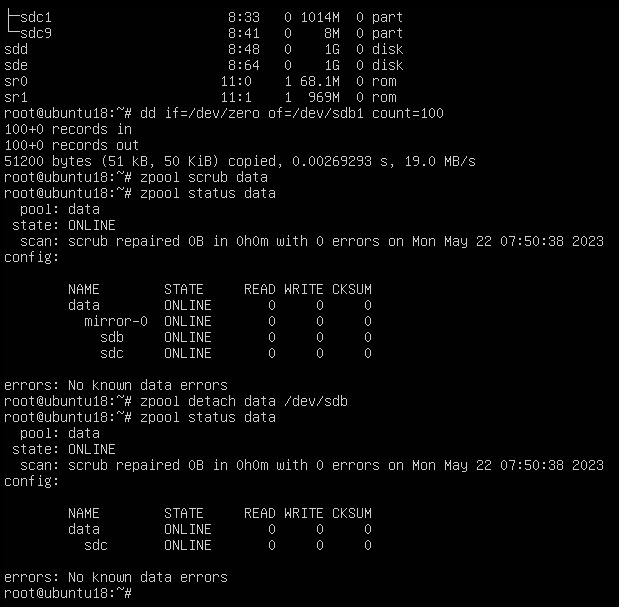 ├─sdc1                      8:33   0 1014M  0 part
└─sdc9                      8:41   0    8M  0 part
sdd                         8:48   0    1G  0 disk
sde                         8:64   0    1G  0 disk
sr0                        11:0    1 68.1M  0 rom
sr1                        11:1    1  969M  0 rom
root@ubuntu18:~# dd if=/dev/zero of=/dev/sdb1 count=100
100+0 records in
100+0 records out
51200 bytes (51 kB, 50 KiB) copied, 0.00269293 s, 19.0 MB/s
root@ubuntu18:~# zpool scrub data
root@ubuntu18:~# zpool status data
  pool: data
 state: ONLINE
  scan: scrub repaired 0B in 0h0m with 0 errors on Mon May 22 07:50:38 2023
config:

        NAME        STATE     READ WRITE CKSUM
        data        ONLINE       0     0     0
          mirror-0  ONLINE       0     0     0
            sdb     ONLINE       0     0     0
            sdc     ONLINE       0     0     0

errors: No known data errors
root@ubuntu18:~# zpool detach data /dev/sdb
root@ubuntu18:~# zpool status data
  pool: data
 state: ONLINE
  scan: scrub repaired 0B in 0h0m with 0 errors on Mon May 22 07:50:38 2023
config:

        NAME        STATE     READ WRITE CKSUM
        data        ONLINE       0     0     0
          sdc       ONLINE       0     0     0

errors: No known data errors
root@ubuntu18:~#